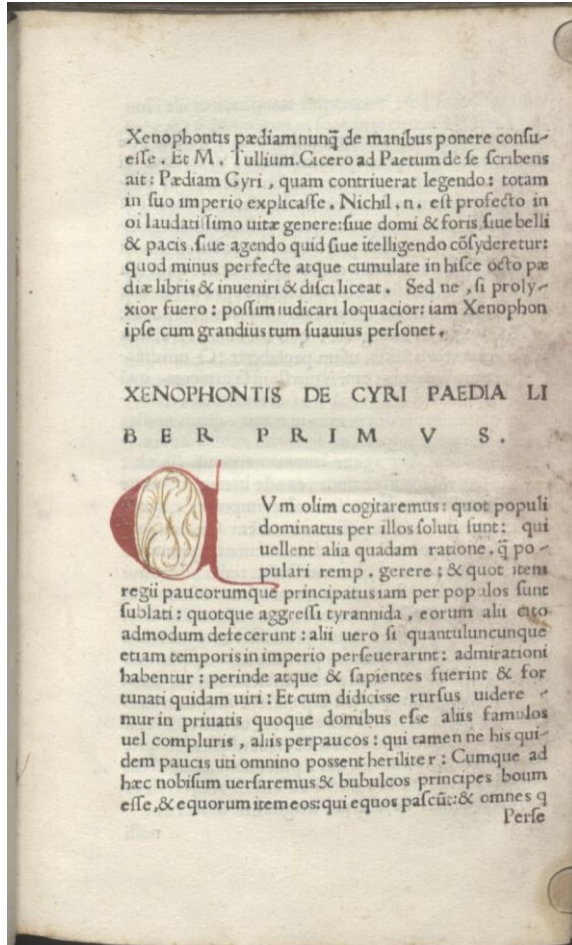 Xenophontis pædiam nunq̃ de manibus ponere consu-
esse. Et M. Tullium. Cicero ad Paetum de se scribens
ait: Pædiam Gyri, quam contriuerat legendo: totam
in suo imperio explicasse. Nichil .n. est profecto in
oi laudatissimo uitæ genere: siue domi & foris siue belli
& pacis. siue agendo quid siue itelligendo cõsyderetur:
quod minus perfecte atque cumulate in hisce octo pæ
diæ libris & inueniri & disci liceat. Sed ne, si proly-
xior fuero: possim iudicari loquacior: iam Xenophon
ipse cum grandius tum suauius personet.
XENOPHONTIS DE CYRI PAEDIA LI
BER PRIMVS.
Vm olim cogitaremus: quot populi
dominatus per illos soluti sunt: qui
uellent alia quadam ratione. q̃ po-
pulari remp. gerere: & quot item
regii paucorumque principatus iam per populos sunt
sublati: quotque aggressi tyrannida, eorum alii cito
admodum defecerunt: alii uero si quantuluncunque
etiam temporis in imperio perseuerarint: admirationi
habentur: perinde atque & sapientes fuerint & for
tunati quidam uiri: Et cum didicisse rursus uidere-
mur in priuatis quoque domibus esse aliis famulos
uel compluris, aliis perpaucos: qui tamen ne his qui-
dem paucis uti omnino possent heriliter: Cumque ad
hæc nobisum uersaremus & bubulcos principes boum
esse, & equorum item eos: qui equos pascũt: & omnes q
Perse